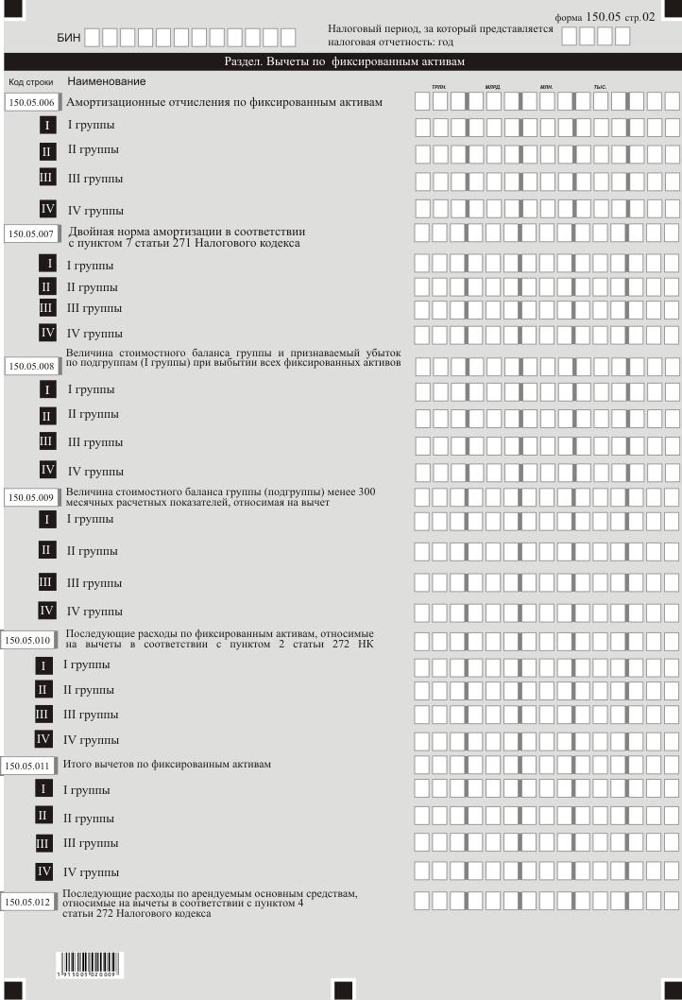 форма 150.05 стр.02
БИН
Налоговый период, за который представляется
налоговая отчетность: год
Раздел. Вычеты по фиксированным активам
Код строки Наименование
трлн. млрд. млн. тыс.
150.05.006 Амортизационные отчисления по фиксированным активам
I I группы
II II группы
III III группы
IV IV группы
150.05.007 Двойная норма амортизации в соответствии
с пунктом 7 статьи 271 Налогового кодекса
I I группы
II II группы
III III группы
IV IV группы
150.05.008 Величина стоимостного баланса группы и признаваемый убыток
по подгруппам (I группы) при выбытии всех фиксированных активов
I I группы
II II группы
III III группы
IV IV группы
150.05.009 Величина стоимостного баланса группы (подгруппы) менее 300
месячных расчетных показателей, относимая на вычет
I I группы
II II группы
III III группы
IV IV группы
150.05.010 Последующие расходы по фиксированным активам, относимые
на вычеты в соответствии с пунктом 2 статьи 272 НК
I I группы
II II группы
III III группы
IV IV группы
150.05.011 Итого вычетов по фиксированным активам
I I группы
II II группы
III III группы
IV IV группы
150.05.012 Последующие расходы по арендуемым основным средствам,
относимые на вычеты в соответствии с пунктом 4
статьи 272 Налогового кодекса
1915005020009